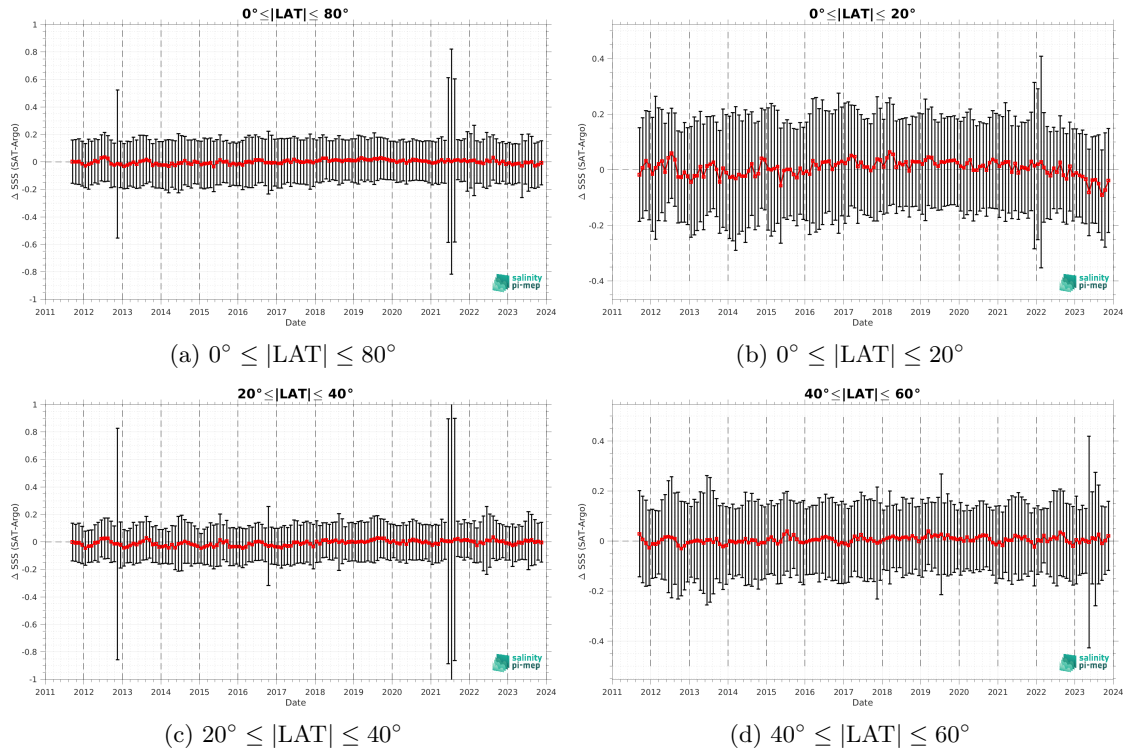 0°≤|LAT|≤ 80°
1
0.8
0.6
0.4
0.2
0
-0.2
-0.4
-0.6
-0.8
-1
Δ SSS (SAT-Argo)
2011 2012 2013 2014 2015 2016 2017 2018 2019 2020 2021 2022 2023 2024
Date
salinity
pi-mep
(a) 0° ≤ |LAT| ≤ 80°
0°≤|LAT|≤ 20°
0.4
0.2
0
-0.2
-0.4
Δ SSS (SAT-Argo)
2011 2012 2013 2014 2015 2016 2017 2018 2019 2020 2021 2022 2023 2024
Date
salinity
pi-mep
(b) 0° ≤ |LAT| ≤ 20°
20°≤|LAT|≤ 40°
1
0.8
0.6
0.4
0.2
0
-0.2
-0.4
-0.6
-0.8
-1
Δ SSS (SAT-Argo)
2011 2012 2013 2014 2015 2016 2017 2018 2019 2020 2021 2022 2023 2024
Date
salinity
pi-mep
(c) 20° ≤ |LAT| ≤ 40°
40°≤|LAT|≤ 60°
0.4
0.2
0
-0.2
-0.4
Δ SSS (SAT-Argo)
2011 2012 2013 2014 2015 2016 2017 2018 2019 2020 2021 2022 2023 2024
Date
salinity
pi-mep
(d) 40° ≤ |LAT| ≤ 60°